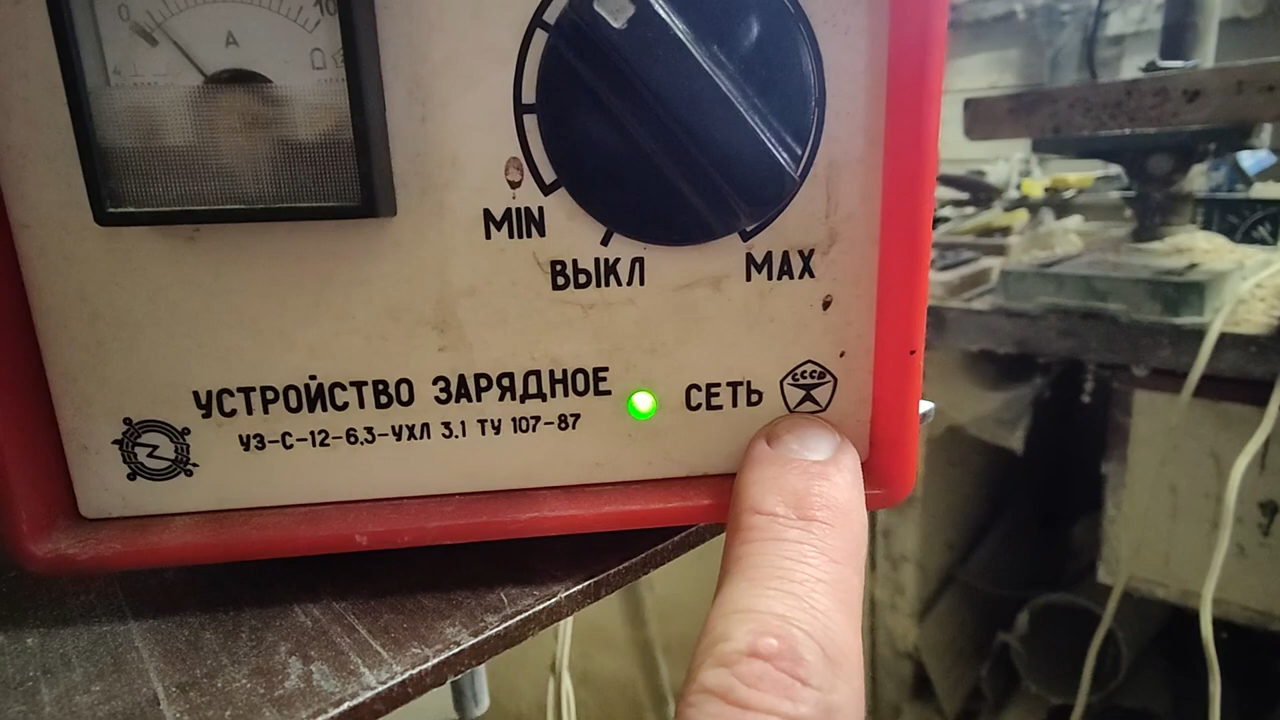 0 10
A
MIN
ВЫКЛ
MAX
УСТРОЙСТВО ЗАРЯДНОЕ
СЕТЬ
СССР
УЗ-С-12-6,3-УХЛ 3.1 ТУ 107-87